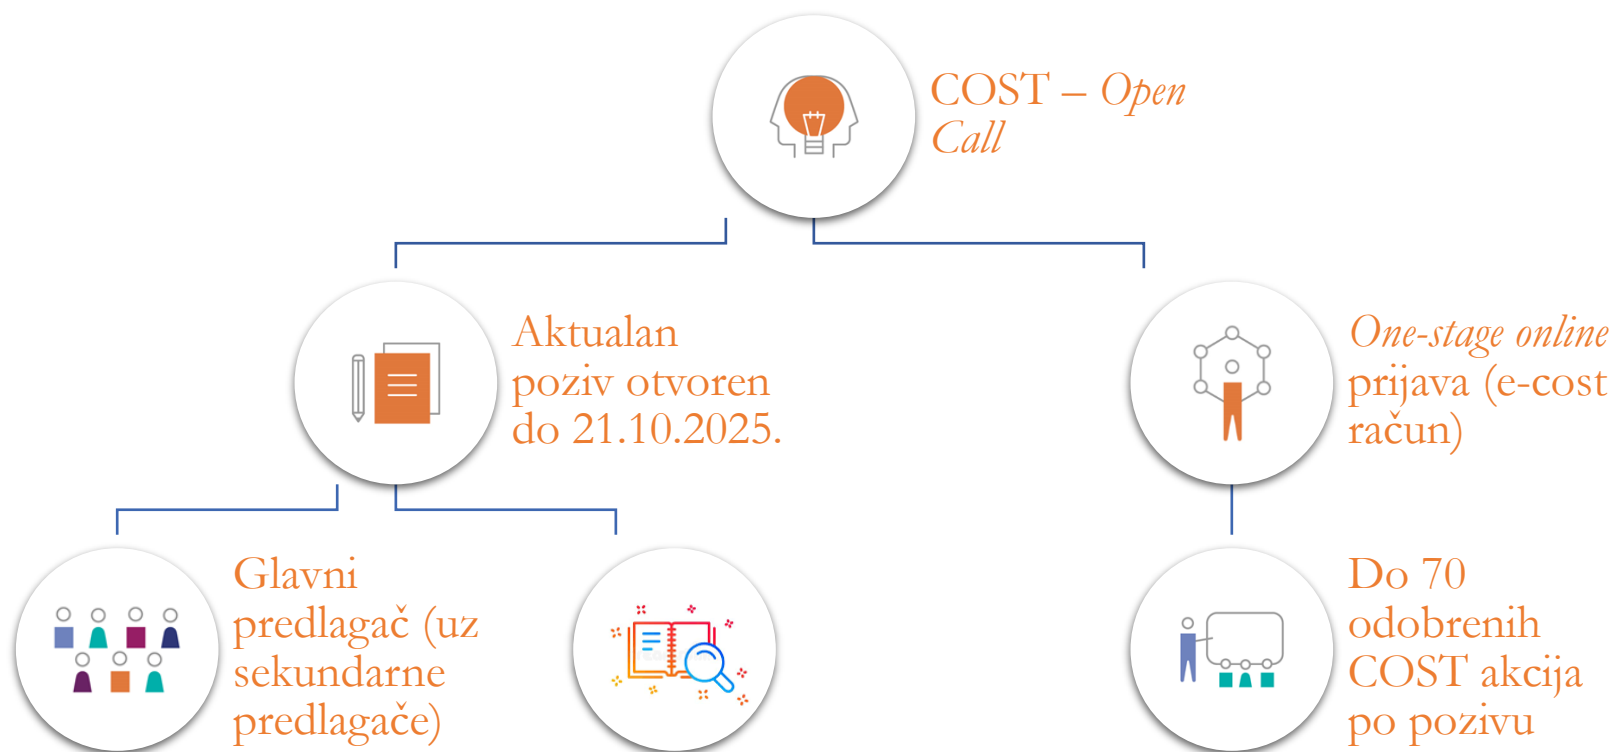 COST – Open
Call
Aktualan
poziv otvoren
do 21.10.2025.
One-stage online
prijava (e-cost
račun)
Glavni
predlagač (uz
sekundarne
predlagače)
Do 70
odobrenih
COST akcija
po pozivu